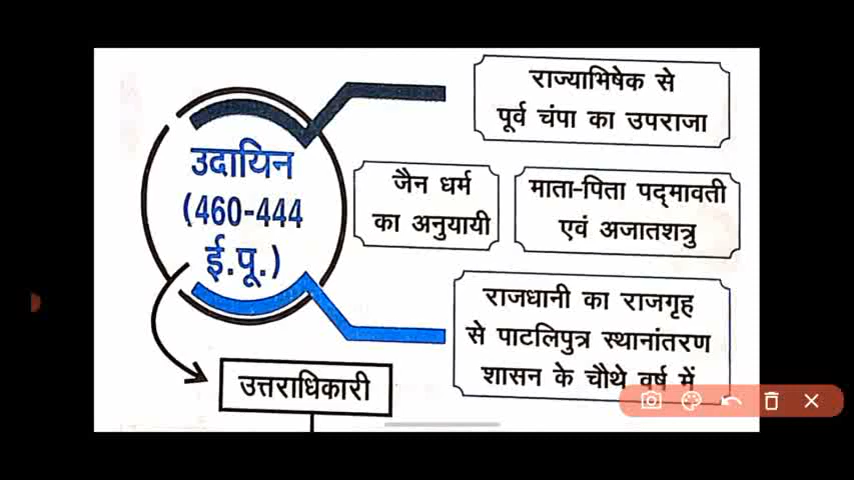 राज्याभिषेक से
पूर्व चंपा का उपराजा
उदायिन
(460-444
ई.पू.)
जैन धर्म
का अनुयायी
माता-पिता पद्मावती
एवं अजातशत्रु
राजधानी का राजगृह
से पाटलिपुत्र स्थानांतरण
शासन के चौथे वर्ष में
उत्तराधिकारी